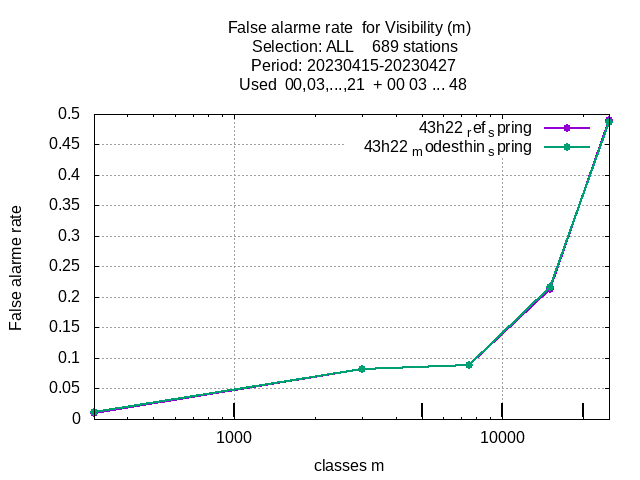 False alarme rate  for Visibility (m)
Selection: ALL    689 stations
Period: 20230415-20230427
Used  00,03,...,21  + 00 03 ... 48
43h22 ref spring
43h22 modesthin spring
0.5
0.45
0.4
0.35
0.3
0.25
0.2
0.15
0.1
0.05
0
False alarme rate
1000
10000
classes m